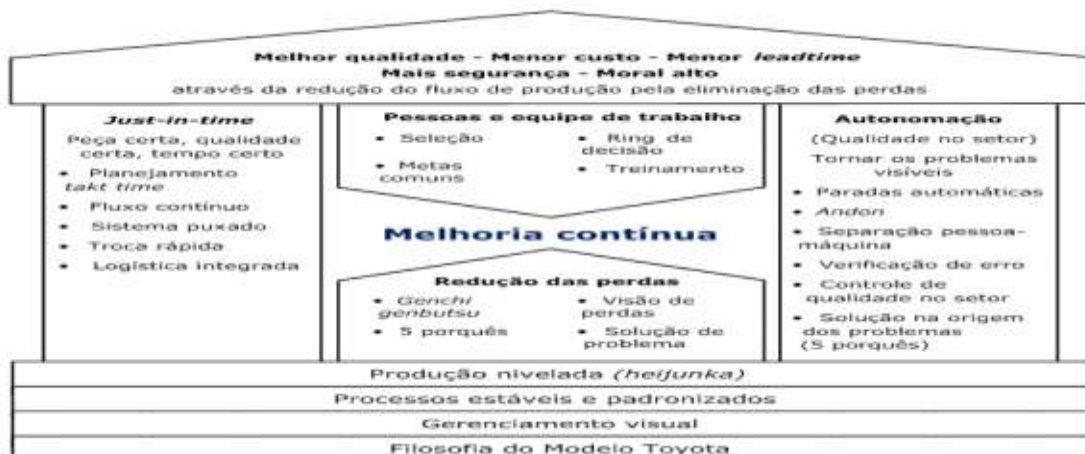 Melhor qualidade - Menor custo - Menor leadtime
Mais segurança - Moral alto
através da redução do fluxo de produção pela eliminação das perdas
Just-in-time
Peça certa, qualidade
certa, tempo certo
• Planejamento
takt time
• Fluxo contínuo
• Sistema puxado
• Troca rápida
• Logística integrada
Pessoas e equipe de trabalho
• Seleção
• Metas
comuns
• Ring de
decisão
• Treinamento
Melhoria contínua
Redução das perdas
• Genchi
genbutsu
• 5 porquês
• Visão de
perdas
• Solução de
problema
Autonomação
(Qualidade no setor)
Tornar os problemas
visíveis
• Paradas automáticas
• Andon
• Separação pessoa-
máquina
• Verificação de erro
• Controle de
qualidade no setor
• Solução na origem
dos problemas
(5 porquês)
Produção nivelada (heijunka)
Processos estáveis e padronizados
Gerenciamento visual
Filosofia do Modelo Toyota